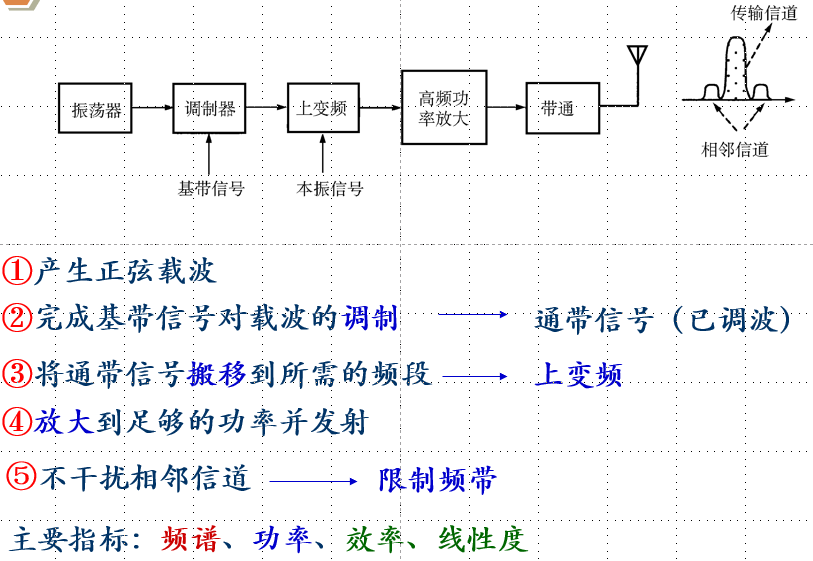 传输信道
振荡器
调制器
上变频
高频功
率放大
带通
相邻信道
基带信号
本振信号
①产生正弦载波
②完成基带信号对载波的调制
通带信号（已调波）
③将通带信号搬移到所需的频段
上变频
④放大到足够的功率并发射
⑤不干扰相邻信道
限制频带
主要指标：频谱、功率、效率、线性度